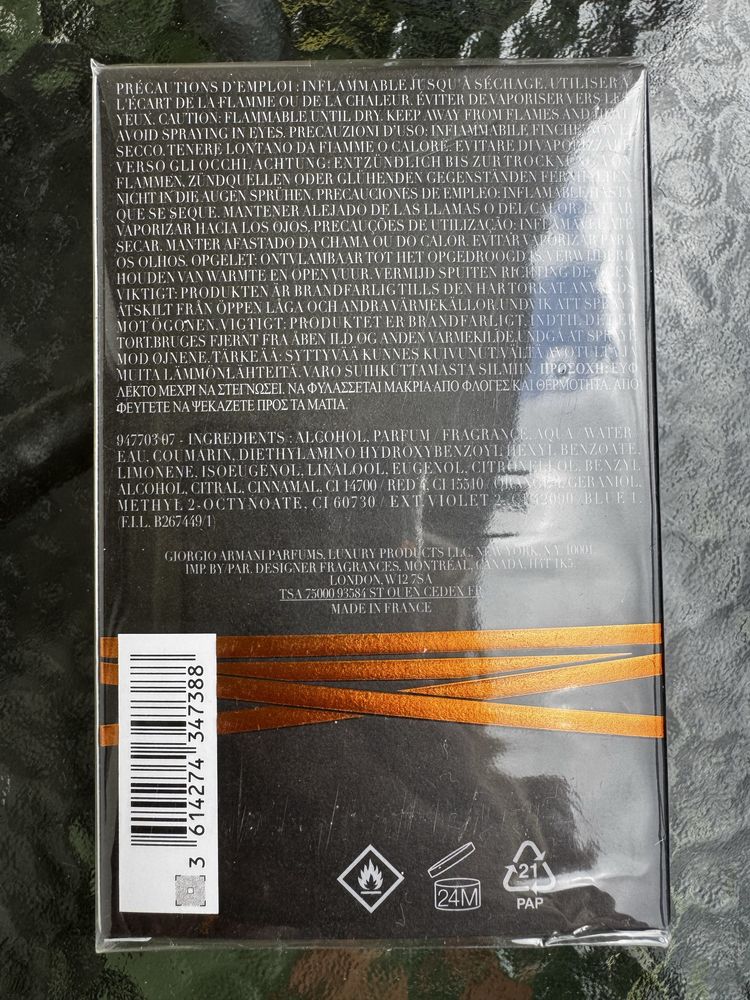 PRÉCAUTIONS D'EMPLOI : INFLAMMABLE JUSQU'À SÉCHAGE. UTILISER À
L'ÉCART DE LA FLAMME OU DE LA CHALEUR. ÉVITER DE VAPORISER VERS LES
YEUX. CAUTION: FLAMMABLE UNTIL DRY. KEEP AWAY FROM FLAMES AND HEAT.
AVOID SPRAYING IN EYES. PRECAUZIONI D'USO: INFIAMMABILE FINCHÉ NON È
SECCO. TENERE LONTANO DA FIAMME O CALORE. EVITARE DI VAPORIZZARE
VERSO GLI OCCHI. ACHTUNG: ENTZÜNDLICH BIS ZUR TROCKNUNG. VON
FLAMMEN, ZÜNDQUELLEN ODER GLÜHENDEN GEGENSTÄNDEN FERNHALTEN.
NICHT IN DIE AUGEN SPRÜHEN. PRECAUCIONES DE EMPLEO: INFLAMABLE HASTA
QUE SE SEQUE. MANTENER ALEJADO DE LAS LLAMAS O DEL CALOR. EVITAR
VAPORIZAR HACIA LOS OJOS. PRECAUÇÕES DE UTILIZAÇÃO: INFLAMÁVEL ATÉ
SECAR. MANTER AFASTADO DA CHAMA OU DO CALOR. EVITAR VAPORIZAR PARA
OS OLHOS. OPGELET: ONTVLAMBAAR TOT HET OPGEDROOGD IS. VERWIJDERD
HOUDEN VAN WARMTE EN OPEN VUUR. VERMIJD SPUITEN RICHTING DE OGEN.
VIKTIGT: PRODUKTEN ÄR BRANDFARLIG TILLS DEN HAR TORKAT. ANVÄNDS
ÅTSKILT FRÅN ÖPPEN LÅGA OCH ANDRA VÄRMEKÄLLOR. UNDVIK ATT SPREJA
MOT ÖGONEN. VIGTIGT: PRODUKTET ER BRANDFARLIGT INDTIL DET ER
TØRT. BRUGES FJERNT FRA ÅBEN ILD OG ANDEN VARMEKILDE. UNDGÅ AT SPRAYE
MOD ØJNENE. TÄRKEÄÄ: SYTTYVÄÄ KUNNES KUIVUNUT. VÄLTÄ AVOTULTA JA
MUITA LÄMMÖNLÄHTEITÄ. VARO SUIHKUTTAMASTA SILMIIN. ΠΡΟΣΟΧΗ: ΕΥΦ
ΛΕΚΤΟ ΜΕΧΡΙ ΝΑ ΣΤΕΓΝΩΣΕΙ. ΝΑ ΦΥΛΑΣΣΕΤΑΙ ΜΑΚΡΙΑ ΑΠΟ ΦΛΟΓΕΣ ΚΑΙ ΘΕΡΜΟΤΗΤΑ. ΑΠΟ
ΦΕΥΓΕΤΕ ΝΑ ΨΕΚΑΖΕΤΕ ΠΡΟΣ ΤΑ ΜΑΤΙΑ.
947703 07 - INGREDIENTS : ALCOHOL, PARFUM / FRAGRANCE, AQUA / WATER
EAU, COUMARIN, DIETHYLAMINO HYDROXYBENZOYL HEXYL BENZOATE,
LIMONENE, ISOEUGENOL, LINALOOL, EUGENOL, CITRONELLOL, BENZYL
ALCOHOL, CITRAL, CINNAMAL, CI 14700 / RED 4, CI 15510 / ORANGE 4, GERANIOL,
METHYL 2-OCTYNOATE, CI 60730 / EXT. VIOLET 2, CI 42090 / BLUE 1.
(F.I.L. B267449/1)
GIORGIO ARMANI PARFUMS, LUXURY PRODUCTS LLC, NEW YORK, N.Y. 10001.
IMP. BY/PAR. DESIGNER FRAGRANCES, MONTRÉAL, CANADA, H4T 1K5.
LONDON, W12 7SA
TSA 75000 93584 ST OUEN CEDEX FR
MADE IN FRANCE
3 614274 347388
24M
21
PAP